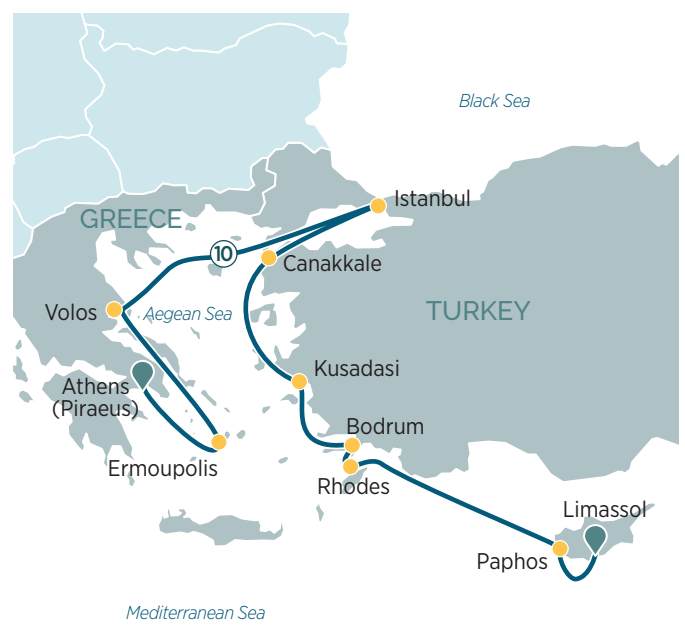 Black Sea
Istanbul
GREECE
10
Canakkale
Volos
Aegean Sea
TURKEY
Kusadasi
Athens
(Piraeus)
Bodrum
Ermoupolis
Rhodes
Limassol
Paphos
Mediterranean Sea